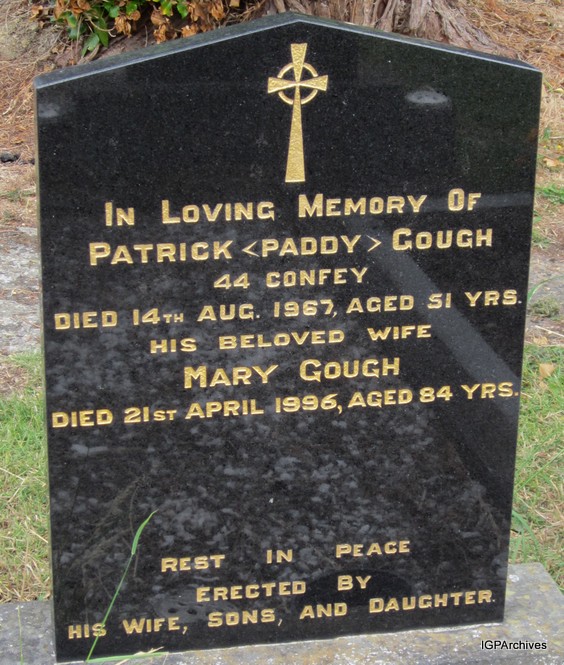 In Loving Memory Of
Patrick <Paddy> Gough
44 Confey
Died 14th Aug. 1967, Aged 51 Yrs.
His Beloved Wife
Mary Gough
Died 21st April 1996, Aged 84 Yrs.
Rest In Peace
Erected By
His Wife, Sons, and Daughter.
IGPArchives